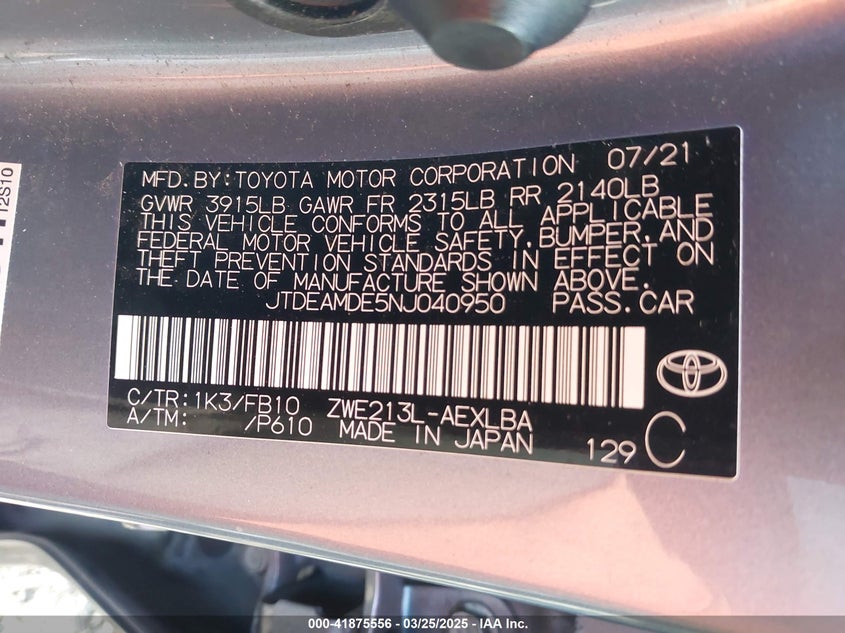 MFD.BY:TOYOTA MOTOR CORPORATION 07/21
GVWR 3915LB GAWR FR 2315LB RR 2140LB
THIS VEHICLE CONFORMS TO ALL APPLICABLE
FEDERAL MOTOR VEHICLE SAFETY,BUMPER,AND
THEFT PREVENTION STANDARDS IN EFFECT ON
THE DATE OF MANUFACTURE SHOWN ABOVE.
JTDEAMDE5NJ040950 PASS.CAR
C/TR:1K3/FB10 ZWE213L-AEXLBA
A/TM: /P610 MADE IN JAPAN 129 C
12S10
000-41875556 — 03/25/2025 — IAA Inc.